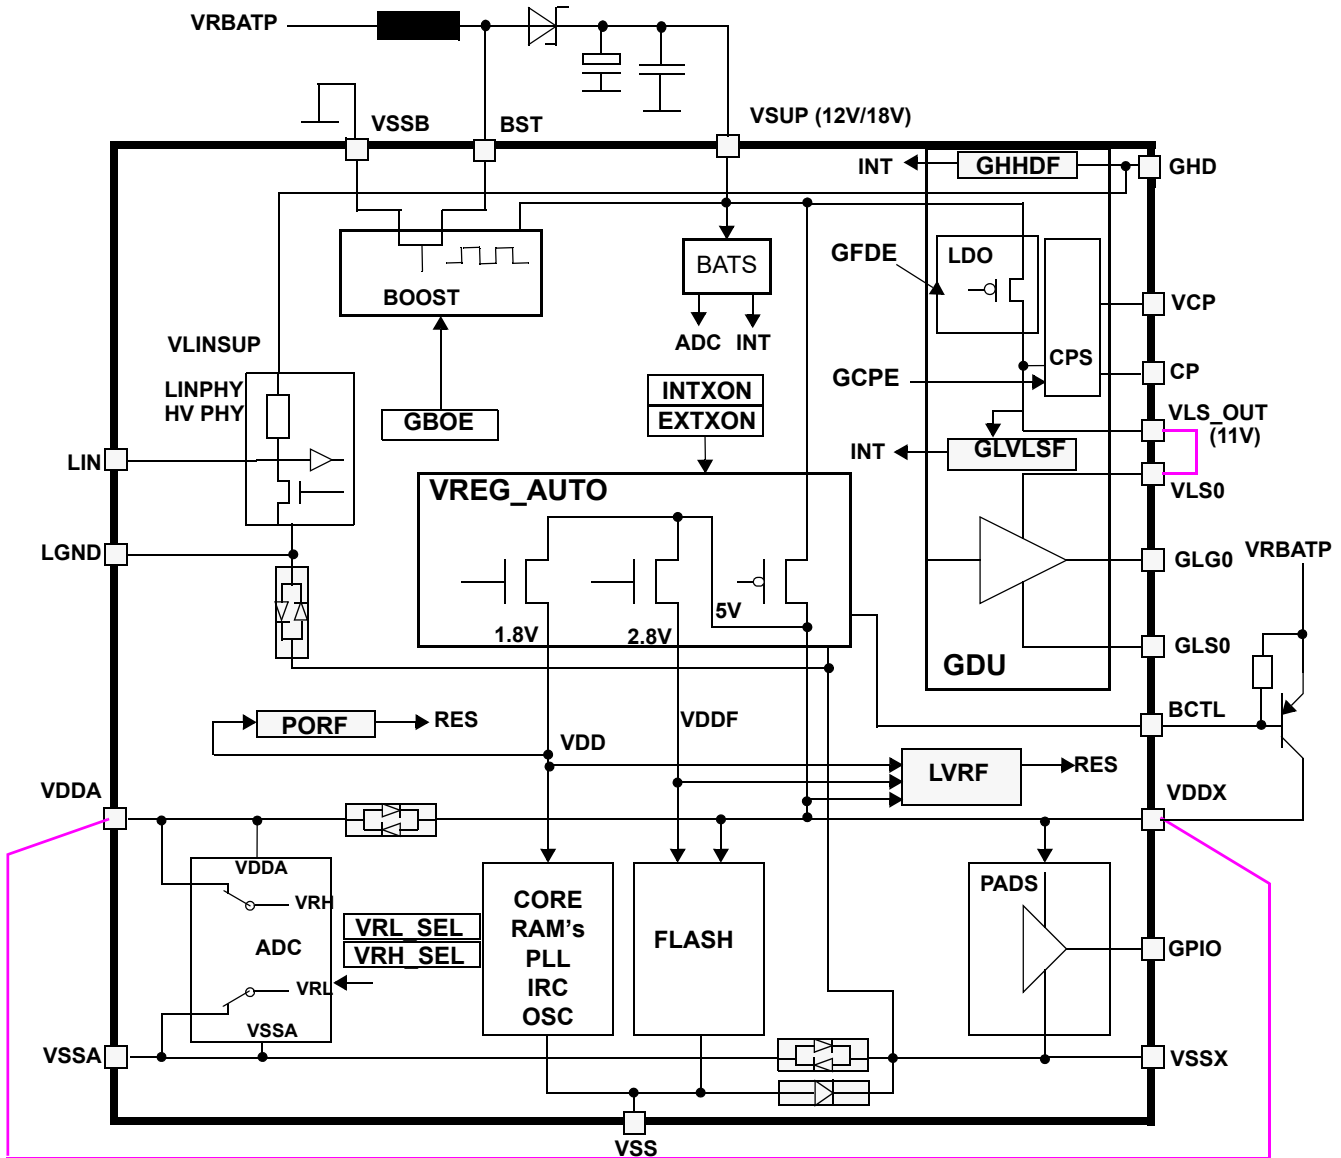 VRBATP
VSSB
BST
VSUP (12V/18V)
INT
GHHDF
GHD
GFDE
LDO
BATS
BOOST
VCP
ADC
INT
VLINSUP
CPS
CP
LINPHY
HV PHY
INTXON
EXTXON
GCPE
GBOE
VLS_OUT
(11V)
INT
GLVLSF
LIN
VREG_AUTO
VLS0
LGND
VRBATP
GLG0
5V
1.8V
2.8V
GLS0
GDU
BCTL
PORF
RES
VDDF
VDD
LVRF
RES
VDDA
VDDX
VDDA
VRH
ADC
VRL
VSSA
VRL_SEL
VRH_SEL
CORE
RAM's
PLL
IRC
OSC
FLASH
PADS
GPIO
VSSA
VSSX
VSS